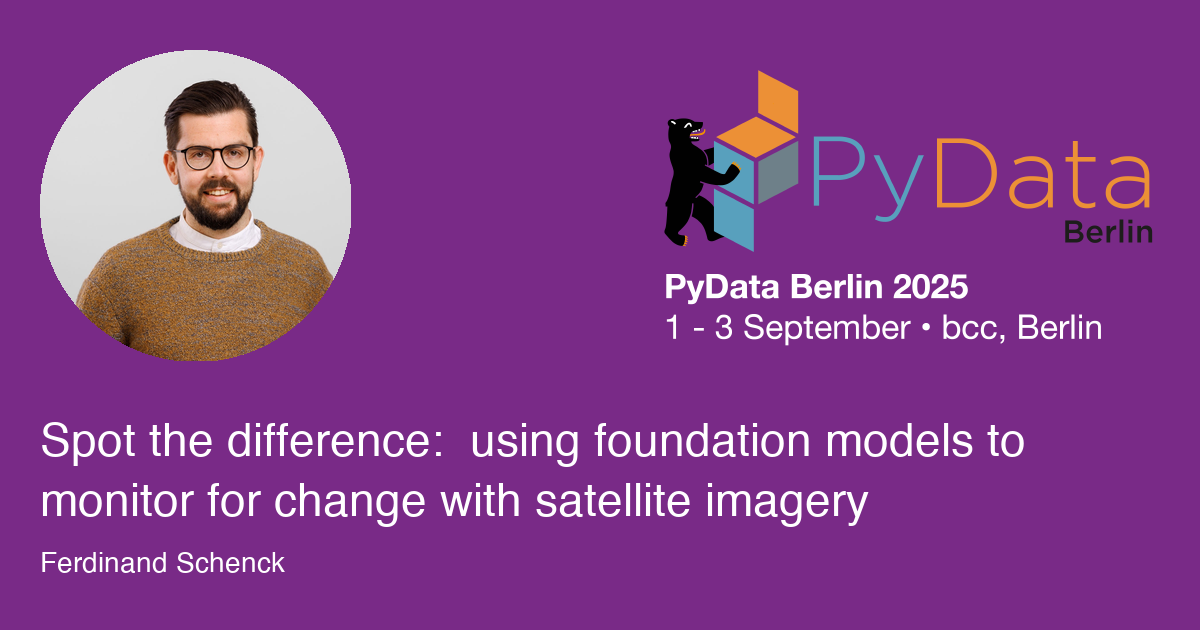 PyData
Berlin
PyData Berlin 2025
1 - 3 September • bcc, Berlin
Spot the difference:  using foundation models to
monitor for change with satellite imagery
Ferdinand Schenck